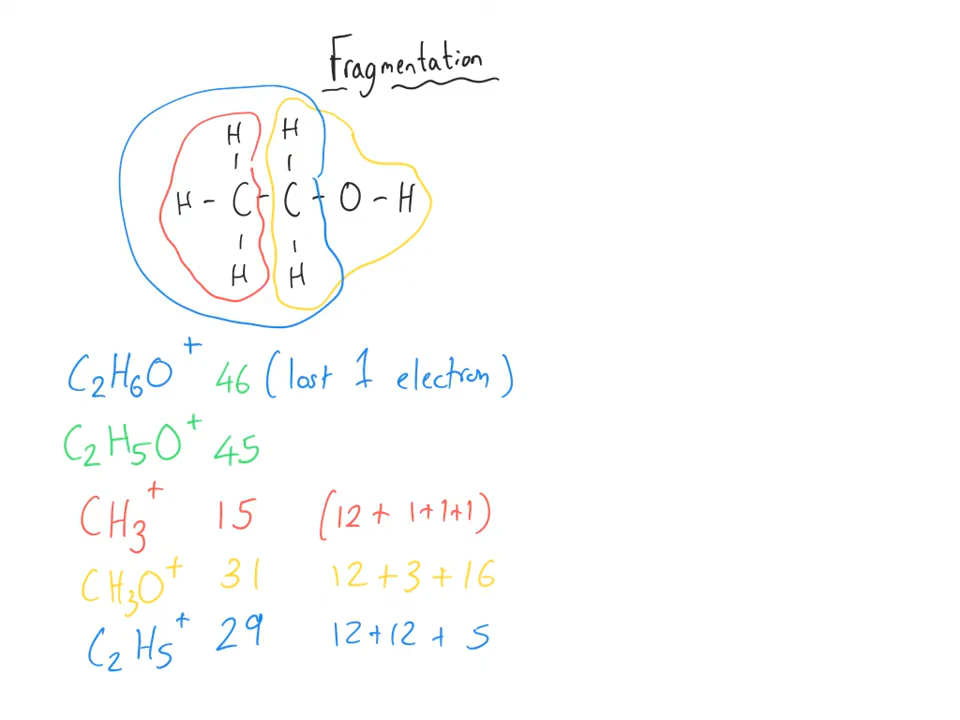 Fragmentation
H H
H - C - C - O - H
H H
C₂H₆O⁺ 46 (lost 1 electron)
C₂H₅O⁺ 45
CH₃⁺ 15 (12 + 1+1+1)
CH₃O⁺ 31 12 + 3 + 16
C₂H₅⁺ 29 12+12 + 5